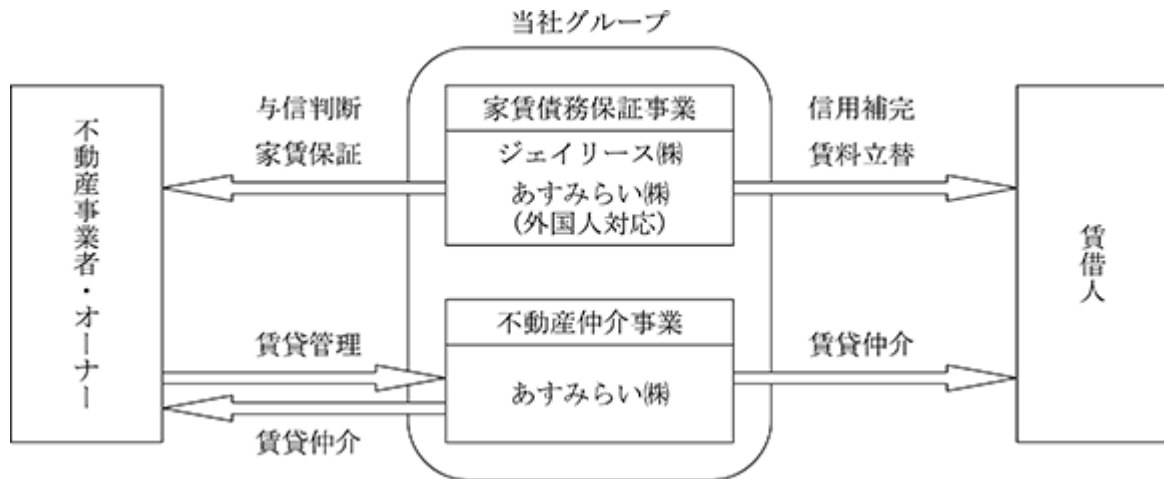 当社グループ
不動産事業者・オーナー
与信判断
家賃保証
賃貸管理
賃貸仲介
家賃債務保証事業
ジェイリース㈱
あすみらい㈱
(外国人対応)
不動産仲介事業
あすみらい㈱
信用補完
賃料立替
賃貸仲介
賃借人